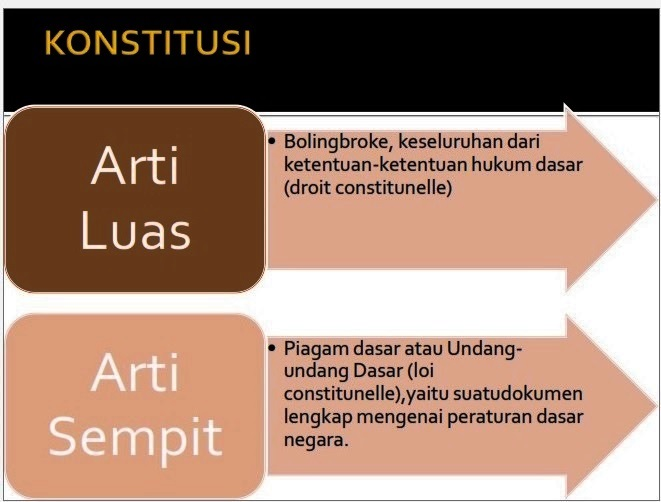 KONSTITUSI
Arti
Luas
• Bolingbroke, keseluruhan dari
ketentuan-ketentuan hukum dasar
(droit constitunelle)
Arti
Sempit
• Piagam dasar atau Undang-
undang Dasar (loi
constitunelle),yaitu suatudokumen
lengkap mengenai peraturan dasar
negara.